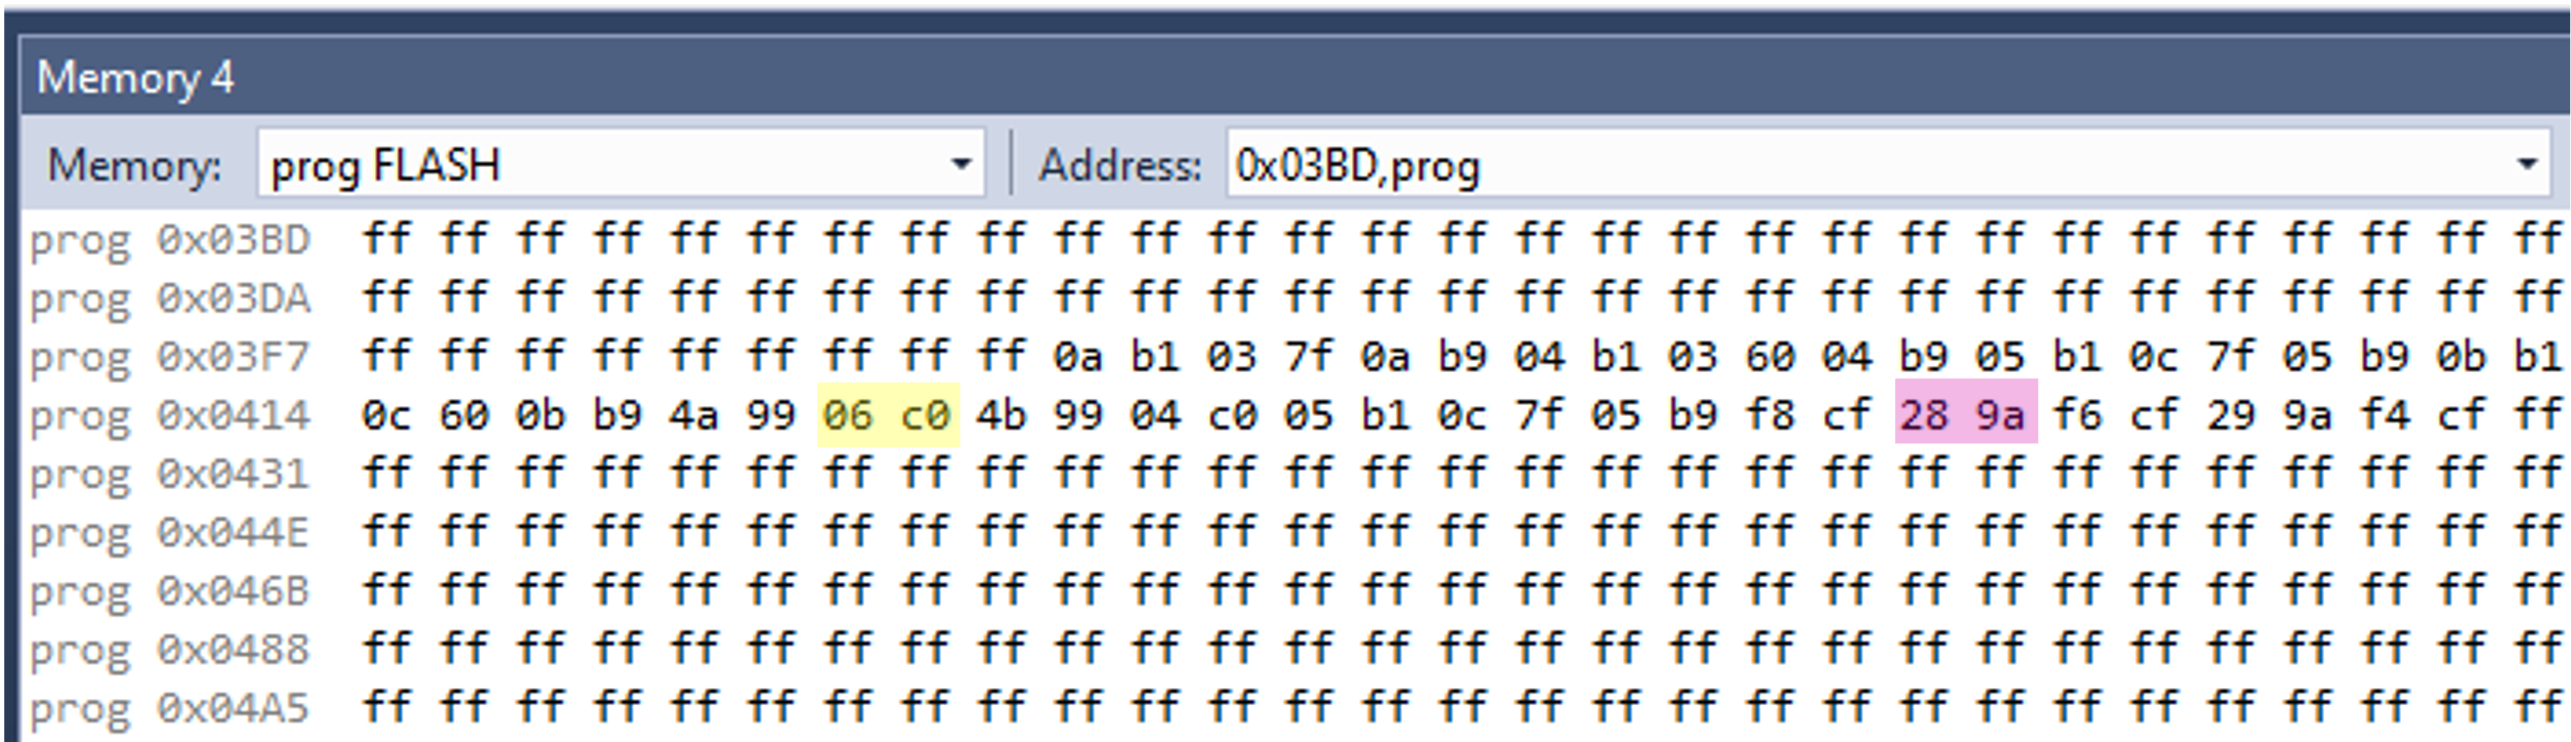 Memory 4
Memory: prog FLASH Address: 0x03BD,prog
prog 0x03BD ff ff ff ff ff ff ff ff ff ff ff ff ff ff ff ff ff ff ff ff ff ff ff ff ff ff ff ff ff
prog 0x03DA ff ff ff ff ff ff ff ff ff ff ff ff ff ff ff ff ff ff ff ff ff ff ff ff ff ff ff ff ff
prog 0x03F7 ff ff ff ff ff ff ff ff ff 0a b1 03 7f 0a b9 04 b1 03 60 04 b9 05 b1 0c 7f 05 b9 0b b1
prog 0x0414 0c 60 0b b9 4a 99 06 c0 4b 99 04 c0 05 b1 0c 7f 05 b9 f8 cf 28 9a f6 cf 29 9a f4 cf ff
prog 0x0431 ff ff ff ff ff ff ff ff ff ff ff ff ff ff ff ff ff ff ff ff ff ff ff ff ff ff ff ff ff
prog 0x044E ff ff ff ff ff ff ff ff ff ff ff ff ff ff ff ff ff ff ff ff ff ff ff ff ff ff ff ff ff
prog 0x046B ff ff ff ff ff ff ff ff ff ff ff ff ff ff ff ff ff ff ff ff ff ff ff ff ff ff ff ff ff
prog 0x0488 ff ff ff ff ff ff ff ff ff ff ff ff ff ff ff ff ff ff ff ff ff ff ff ff ff ff ff ff ff
prog 0x04A5 ff ff ff ff ff ff ff ff ff ff ff ff ff ff ff ff ff ff ff ff ff ff ff ff ff ff ff ff ff